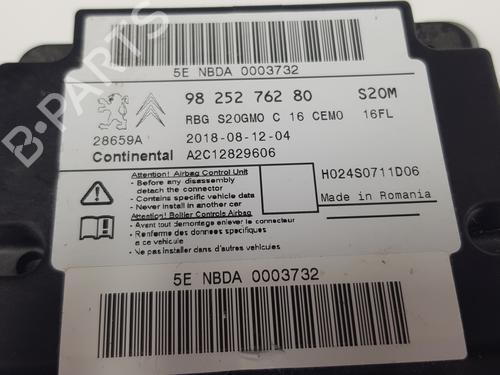 5E NBDA 0003732
98 252 762 80 S20M
RBG S20GMO C 16 CEMO 16FL
28659A 2018-08-12-04
Continental A2C12829606
Attention! Airbag Control Unit
- Before any disassembly
detach the connector
- Contains specific vehicle data
- Never install in another car
H024S0711D06
Made in Romania
Attention! Boitier Controle Airbag
- Avant tout demontage enlever le connecteur
- Renferme des donnees specifiques
a ce vehicule
- Ne pas installer dans d'autres vehicules
5E NBDA 0003732
B-PARTS